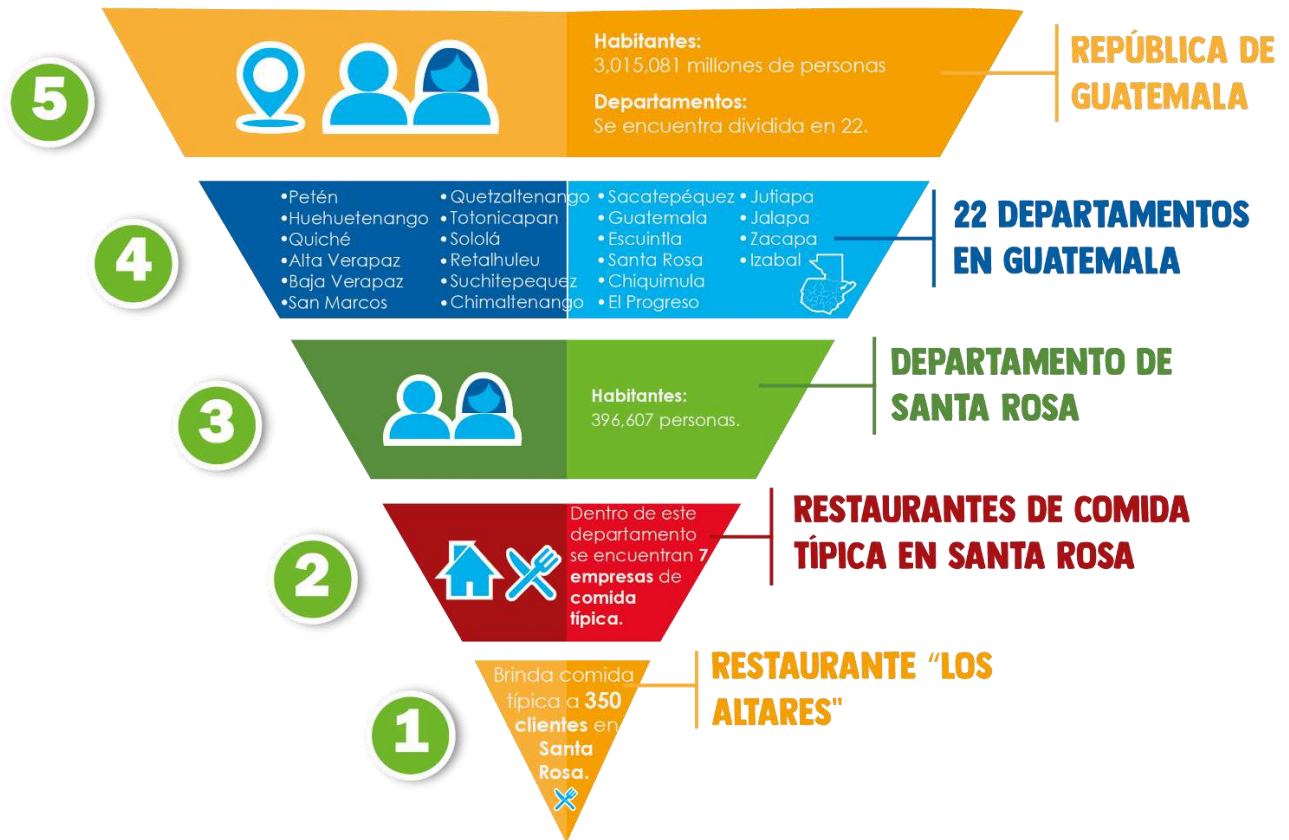 5
Habitantes:
3,015,081 millones de personas
Departamentos:
Se encuentra dividida en 22.
REPÚBLICA DE
GUATEMALA
4
•Petén
•Huehuetenango
•Quiché
•Alta Verapaz
•Baja Verapaz
•San Marcos
•Quetzaltenango
•Totonicapan
•Sololá
•Retalhuleu
•Suchitepequez
•Chimaltenango
•Sacatepéquez
•Guatemala
•Escuintla
•Santa Rosa
•Chiquimula
•El Progreso
•Jutiapa
•Jalapa
•Zacapa
•Izabal
22 DEPARTAMENTOS
EN GUATEMALA
3
Habitantes:
396,607 personas.
DEPARTAMENTO DE
SANTA ROSA
2
Dentro de este
departamento
se encuentran 7
empresas de
comida
típica.
RESTAURANTES DE COMIDA
TÍPICA EN SANTA ROSA
1
Brinda comida
típica a 350
clientes en
Santa
Rosa.
RESTAURANTE “LOS
ALTARES"